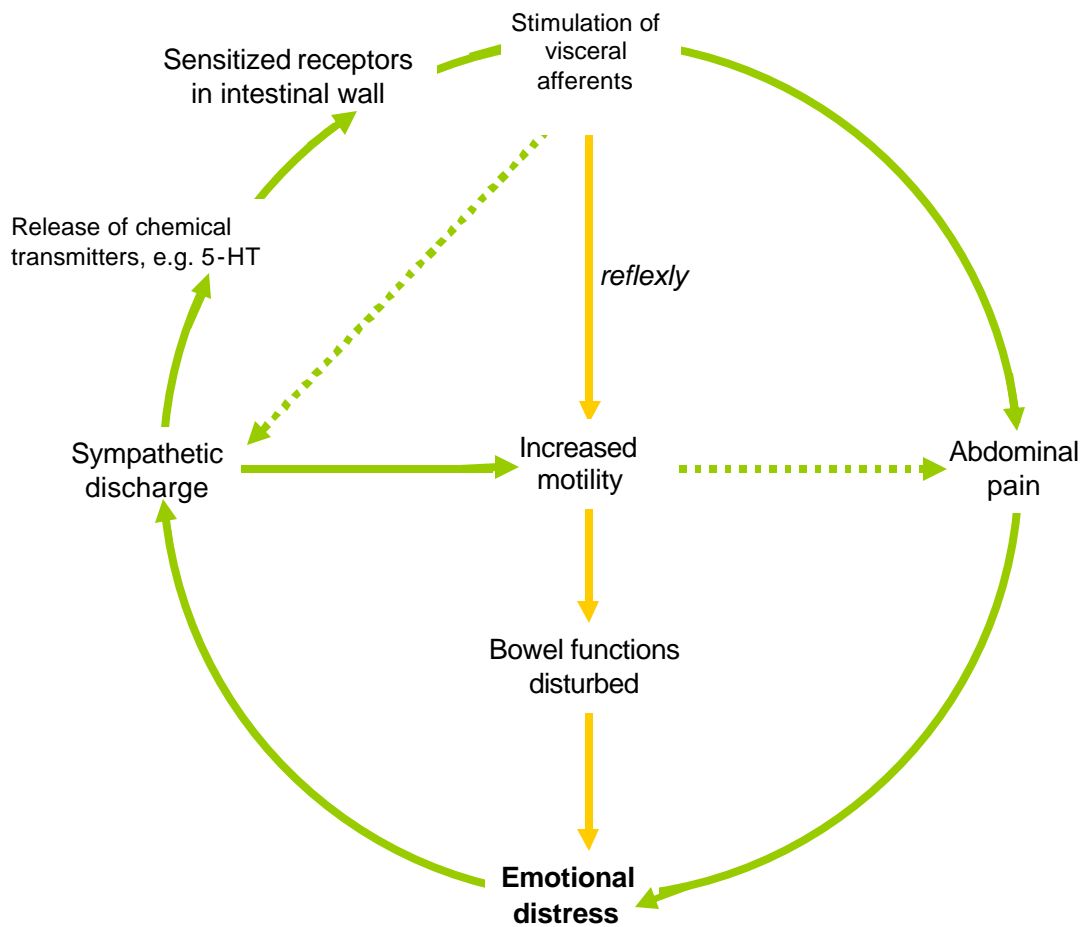 Stimulation of
visceral
afferents
Sensitized receptors
in intestinal wall
Release of chemical
transmitters, e.g. 5-HT
reflexly
Sympathetic
discharge
Increased
motility
Abdominal
pain
Bowel functions
disturbed
Emotional
distress